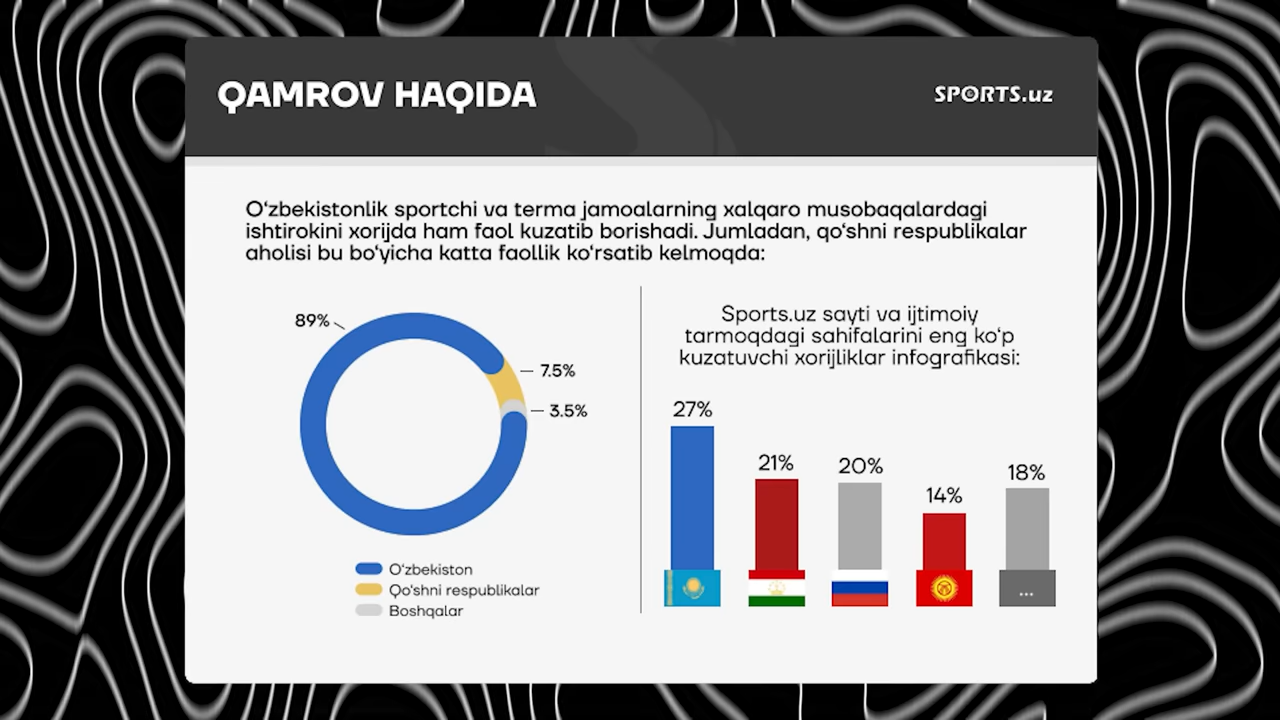 QAMROV HAQIDA
SPORTS.uz
O‘zbekistonlik sportchi va terma jamoalarning xalqaro musobaqalardagi
ishtirokini xorijda ham faol kuzatib borishadi. Jumladan, qo‘shni respublikalar
aholisi bu bo‘yicha katta faollik ko‘rsatib kelmoqda:
89%
7.5%
3.5%
O‘zbekiston
Qo‘shni respublikalar
Boshqalar
Sports.uz sayti va ijtimoiy
tarmoqdagi sahifalarini eng ko‘p
kuzatuvchi xorijliklar infografikasi:
27%
21%
20%
14%
18%
...